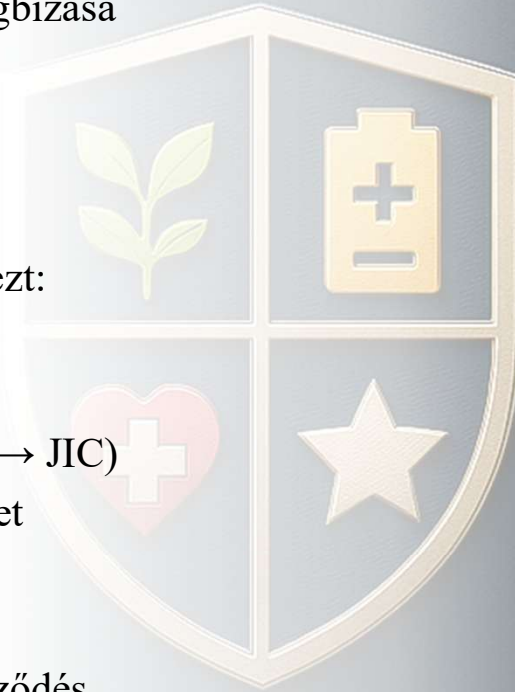 gbízása
ezt:
→ JIC)
et
ződés